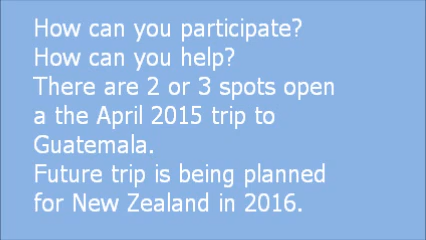 How can you participate?
How can you help?
There are 2 or 3 spots open
a the April 2015 trip to
Guatemala.
Future trip is being planned
for New Zealand in 2016.